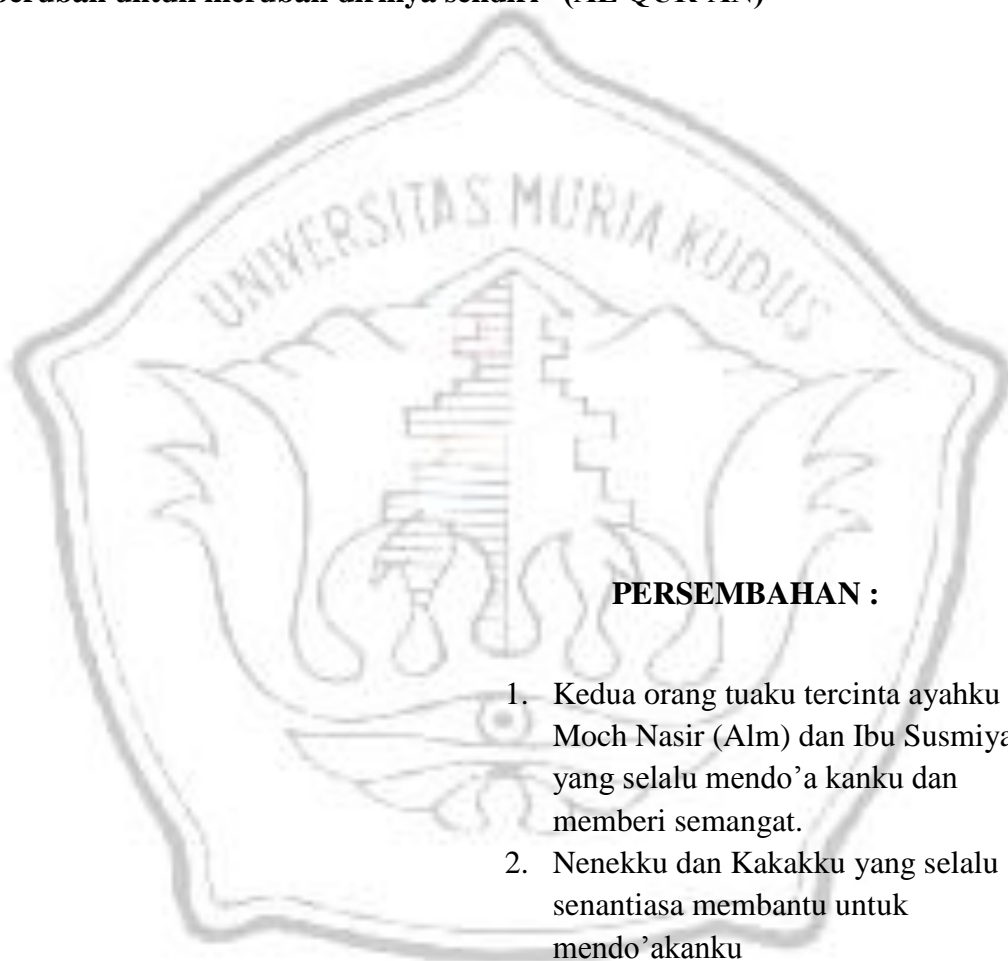 untuk merubah dirinya sendiri" (AL-QUR'AN)
UNIVERSITAS MURIA KUDUS
PERSEMBAHAN :
1. Kedua orang tuaku tercinta ayahku
Moch Nasir (Alm) dan Ibu
yang selalu mendo’a kanku dan
memberi semangat.
2. Nenekku dan Kakakku yang selalu
senantiasa membantu untuk
mendo’akanku